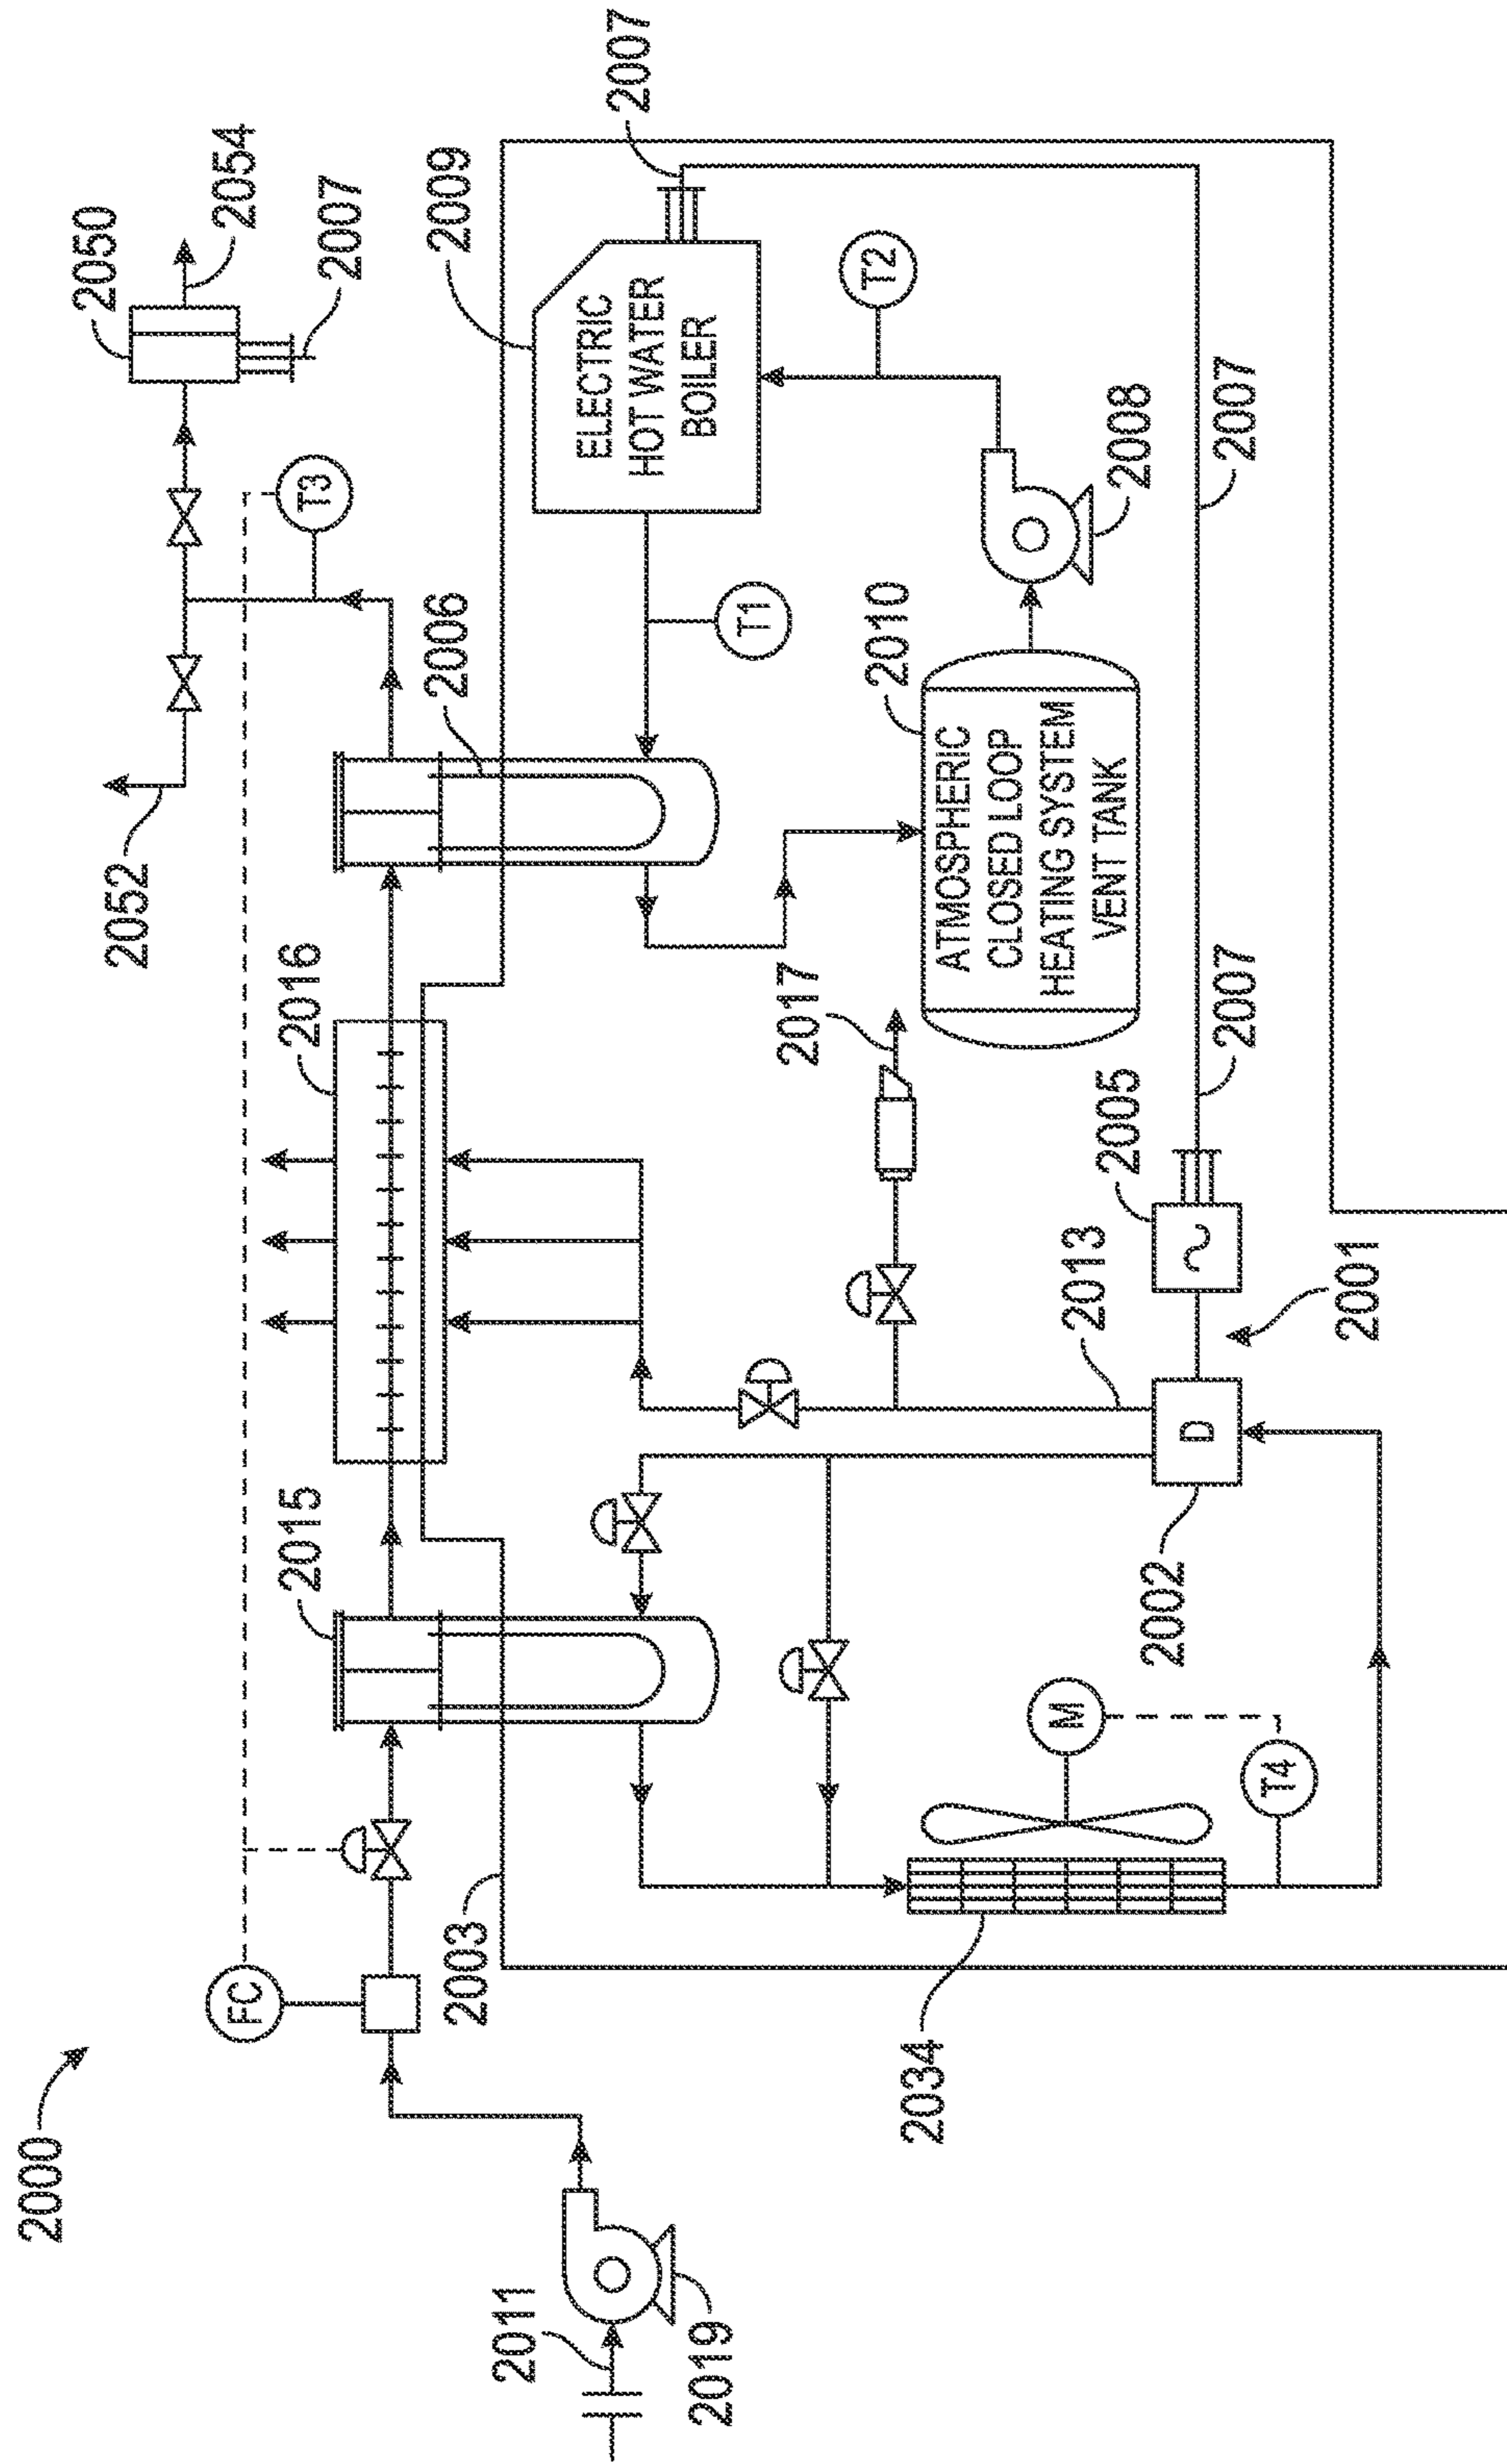 2000
2011
2019
FC
2003
2015
2016
2052
2050
2054
2007
T3
2006
2009
2007
ELECTRIC
HOT WATER
BOILER
T1
T2
2008
2010
ATMOSPHERIC
CLOSED LOOP
HEATING SYSTEM
VENT TANK
2017
2007
2007
2005
2013
2001
D
2002
M
T4
2034